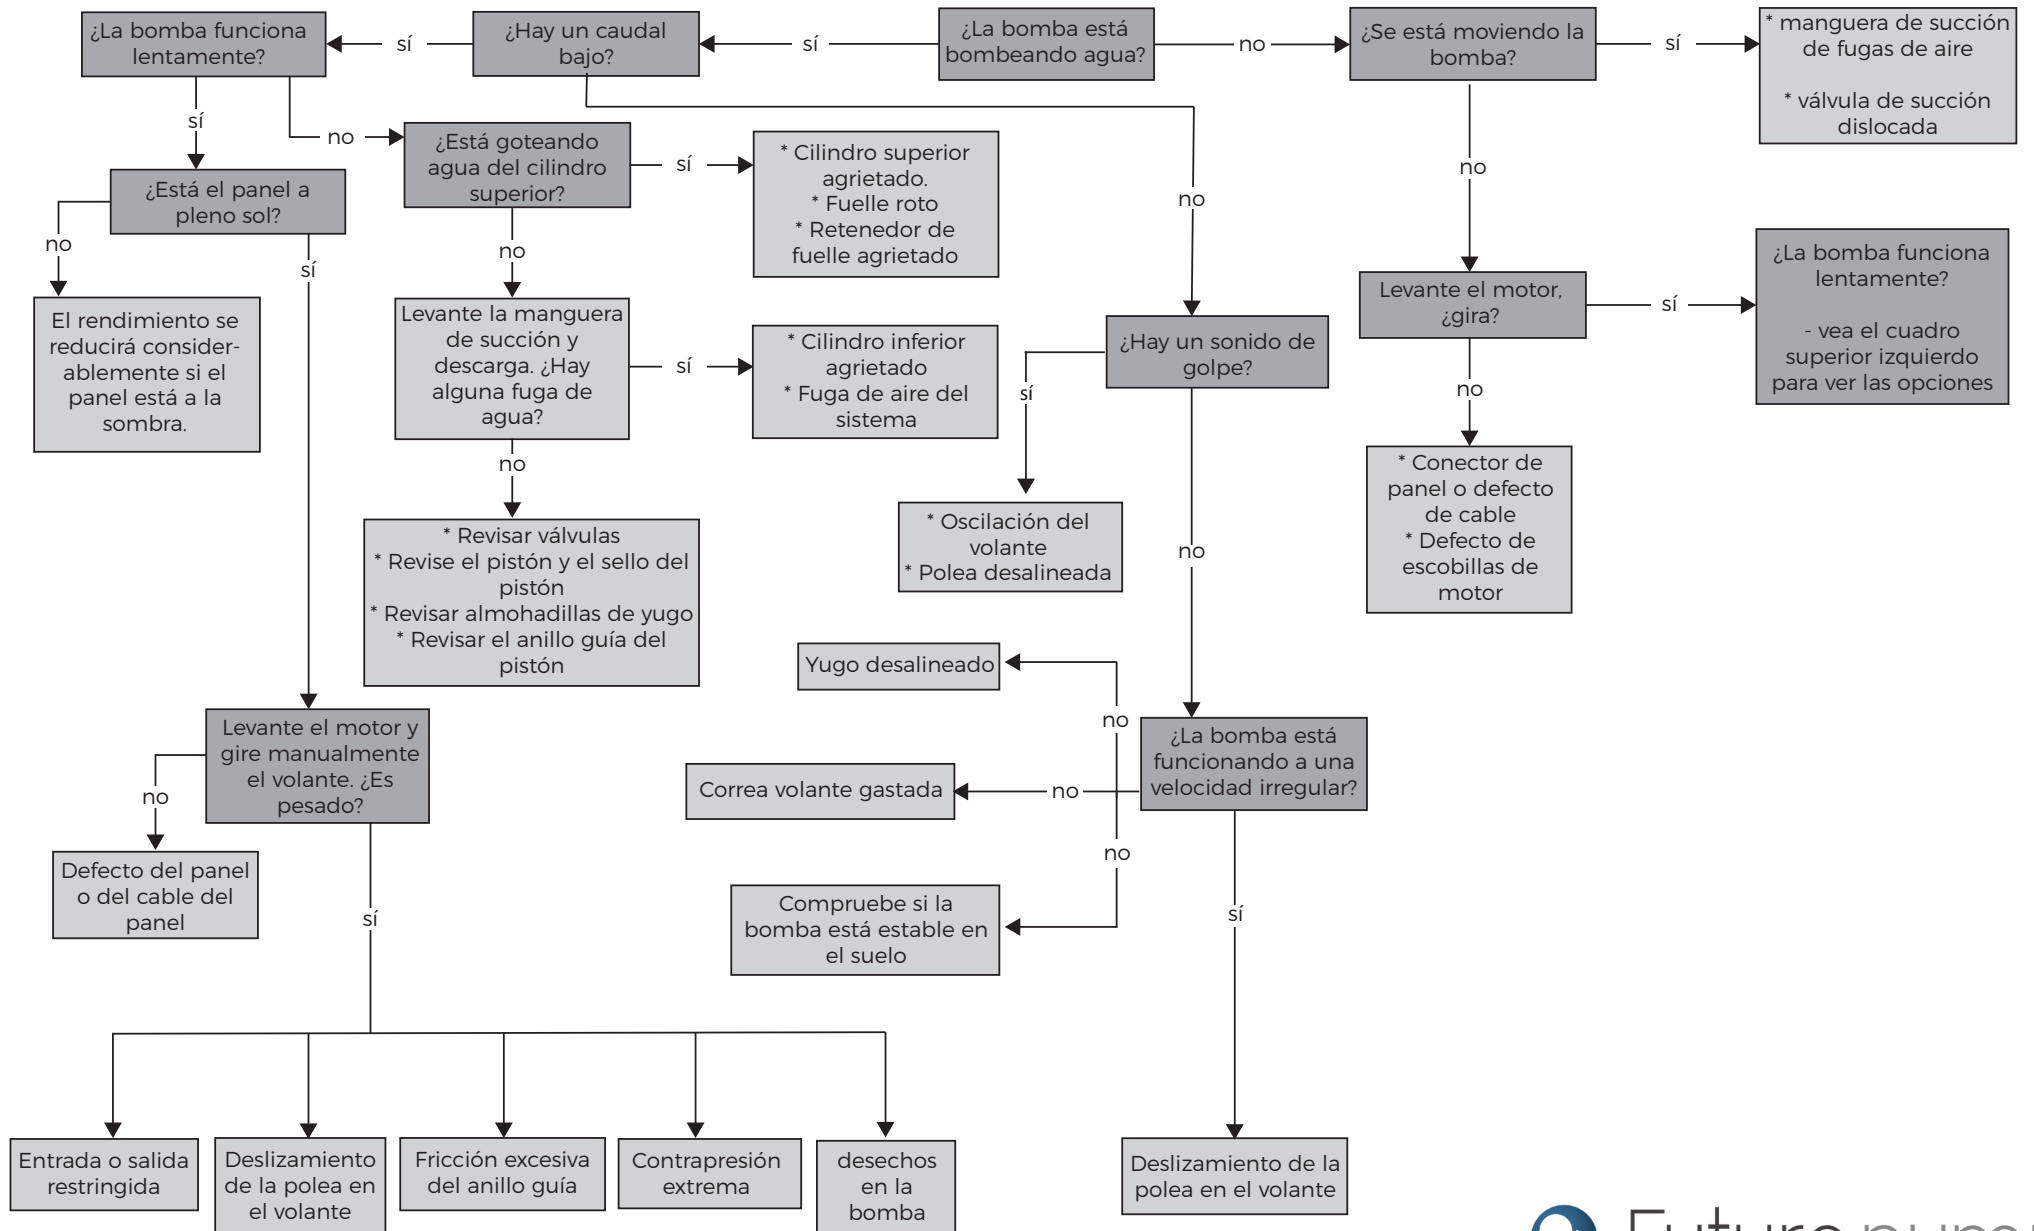 ¿La bomba funciona
lentamente?
sí
¿Hay un caudal
bajo?
sí
¿La bomba está
bombeando agua?
no
¿Se está moviendo la
bomba?
sí
* manguera de succión
de fugas de aire
* válvula de succión
dislocada
sí
no
¿Está goteando
agua del cilindro
superior?
sí
* Cilindro superior
agrietado.
* Fuelle roto
* Retenedor de
fuelle agrietado
no
no
¿Está el panel a
pleno sol?
no
sí
no
El rendimiento se
reducirá consider-
ablemente si el
panel está a la
sombra.
Levante la manguera
de succión y
descarga. ¿Hay
alguna fuga de
agua?
sí
* Cilindro inferior
agrietado
* Fuga de aire del
sistema
¿Hay un sonido de
golpe?
Levante el motor,
¿gira?
sí
¿La bomba funciona
lentamente?
- vea el cuadro
superior izquierdo
para ver las opciones
no
sí
no
no
* Revisar válvulas
* Revise el pistón y el sello del
pistón
* Revisar almohadillas de yugo
* Revisar el anillo guía del
pistón
* Oscilación del
volante
* Polea desalineada
* Conector de
panel o defecto
de cable
* Defecto de
escobillas de
motor
Levante el motor y
gire manualmente
el volante. ¿Es
pesado?
no
Defecto del panel
o del cable del
panel
sí
Yugo desalineado
no
Correa volante gastada
no
¿La bomba está
funcionando a una
velocidad irregular?
no
Compruebe si la
bomba está estable en
el suelo
sí
Entrada o salida
restringida
Deslizamiento
de la polea en
el volante
Fricción excesiva
del anillo guía
Contrapresión
extrema
desechos
en la
bomba
Deslizamiento de la
polea en el volante